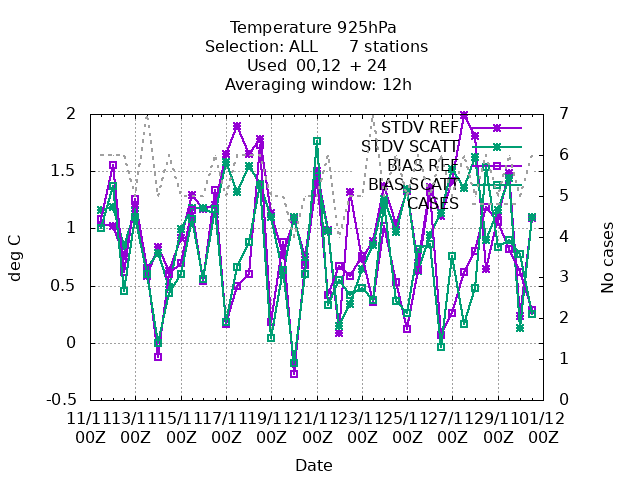 Temperature 925hPa
Selection: ALL 7 stations
Used 00,12 + 24
Averaging window: 12h
2
1.5
1
0.5
0
-0.5
deg C
7
6
5
4
3
2
1
0
No cases
STDV REF
STDV SCATT
BIAS REF
BIAS SCATT
CASES
11/11 13/11 15/11 17/11 19/11 21/11 23/11 25/11 27/11 29/11 01/12
00Z 00Z 00Z 00Z 00Z 00Z 00Z 00Z 00Z 00Z 00Z
Date